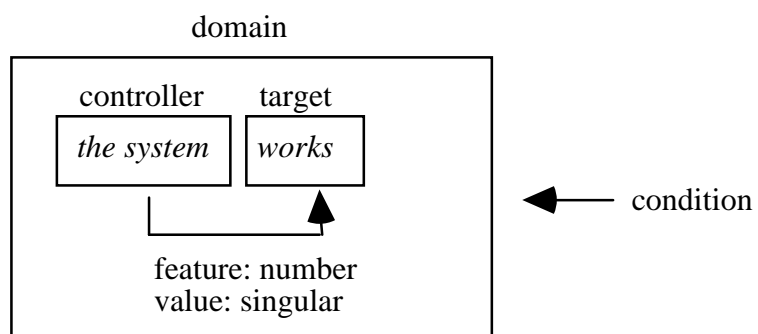 domain
controller target
the system works
condition
feature: number
value: singular